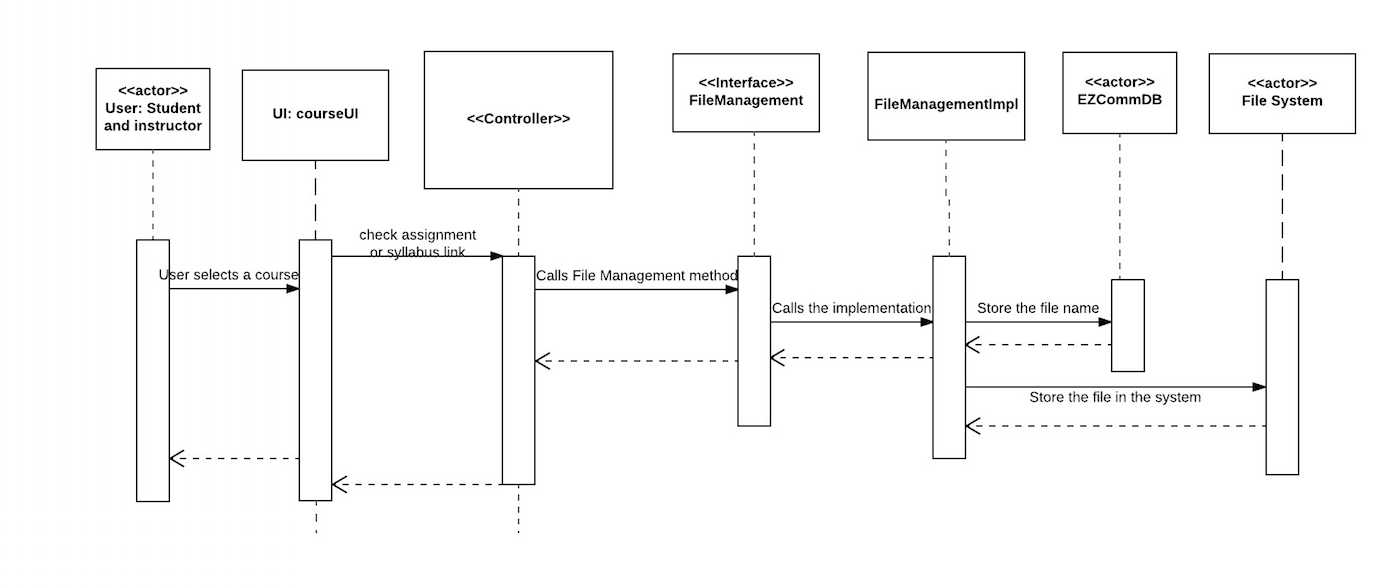 <<actor>>
User: Student
and instructor
UI: courseUI
<<Controller>>
<<Interface>>
FileManagement
FileManagementImpl
<<actor>>
EZCommDB
<<actor>>
File System
check assignment
or syllabus link
User selects a course
Calls File Management method
Calls the implementation
Store the file name
Store the file in the system